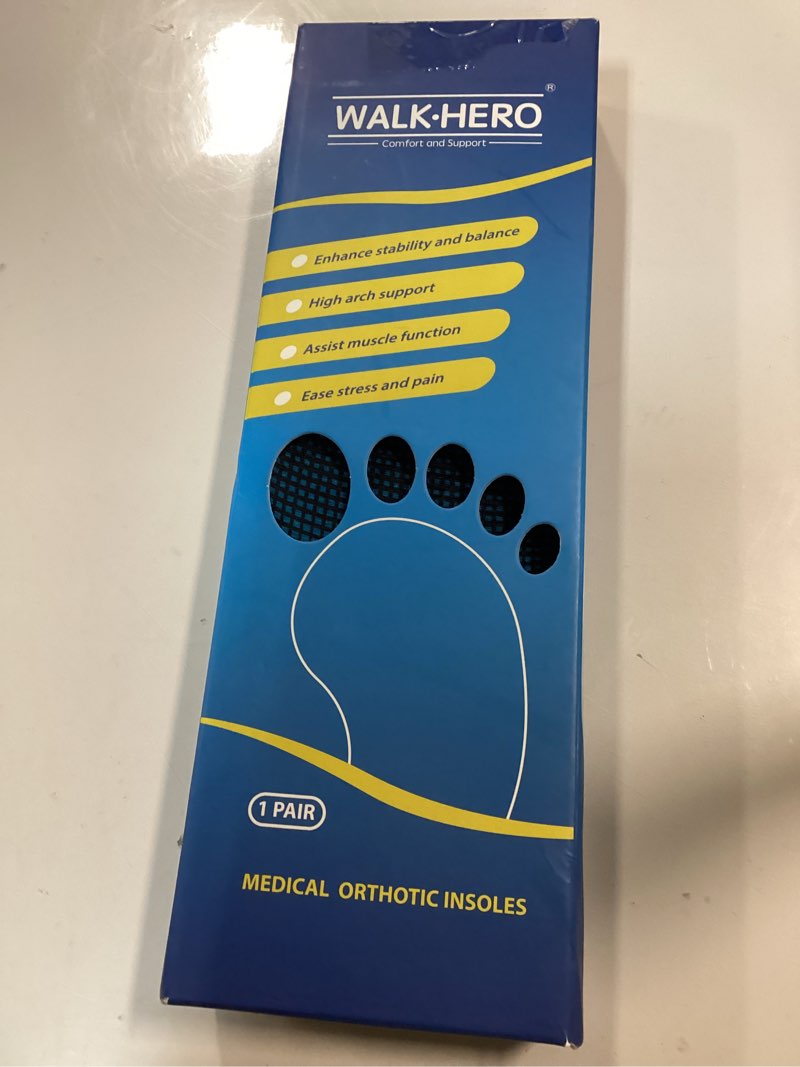 WALK·HERO®
Comfort and Support
Enhance stability and balance
High arch support
Assist muscle function
Ease stress and pain
1 PAIR
MEDICAL ORTHOTIC INSOLES